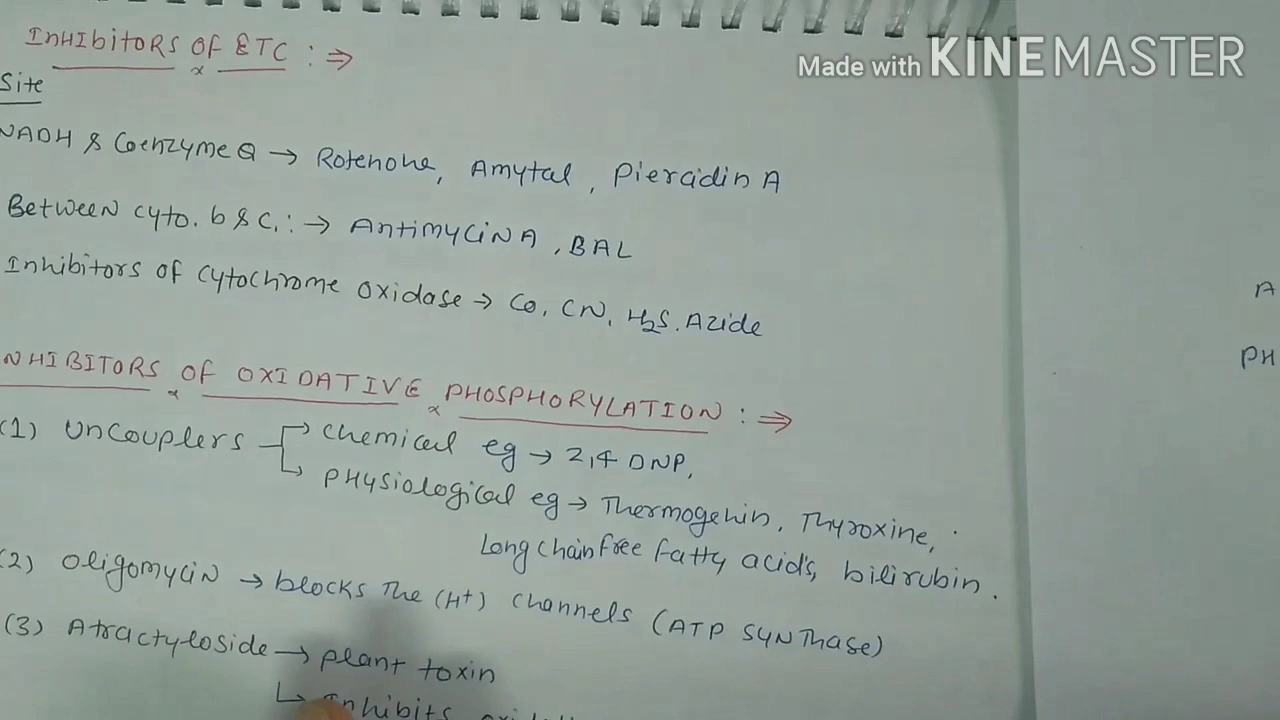 Made with KINEMASTER
INHIBITORS OF ETC : ⇒
Site
NADH & Coenzyme Q → Rotenone, Amytal, Pieradin A
Between Cyto. b & C₁ : → Antimycin A, BAL
Inhibitors of Cytochrome Oxidase → CO, CN, H₂S, Azide
NHIBITORS OF OXIDATIVE PHOSPHORYLATION : ⇒
(1) Uncouplers → Chemical eg → 2,4 DNP,
→ Physiological eg → Thermogenin, Thyroxine,
Long chain free fatty acids, bilirubin.
(2) Oligomycin → blocks The (H⁺) Channels (ATP Synthase)
(3) Atractyloside → plant toxin
↳ Inhibits
A
PH